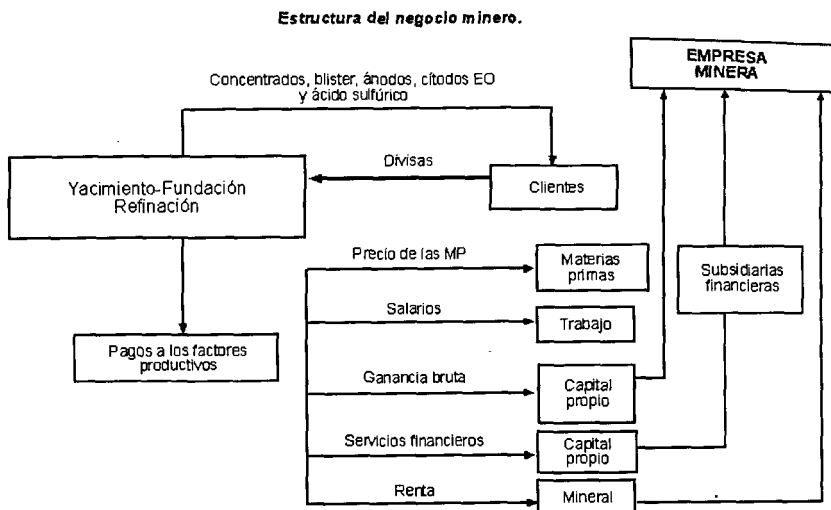 Estructura del negocio minero.
EMPRESA
MINERA
Concentrados, blister, ánodos, cítodos EO
y ácido sulfúrico
Divisas
Yacimiento-Fundación
Refinación
Clientes
Precio de las MP
Materias
primas
Subsidiarias
financieras
Salarios
Trabajo
Pagos a los factores
productivos
Ganancia bruta
Capital
propio
Servicios financieros
Capital
propio
Renta
Mineral